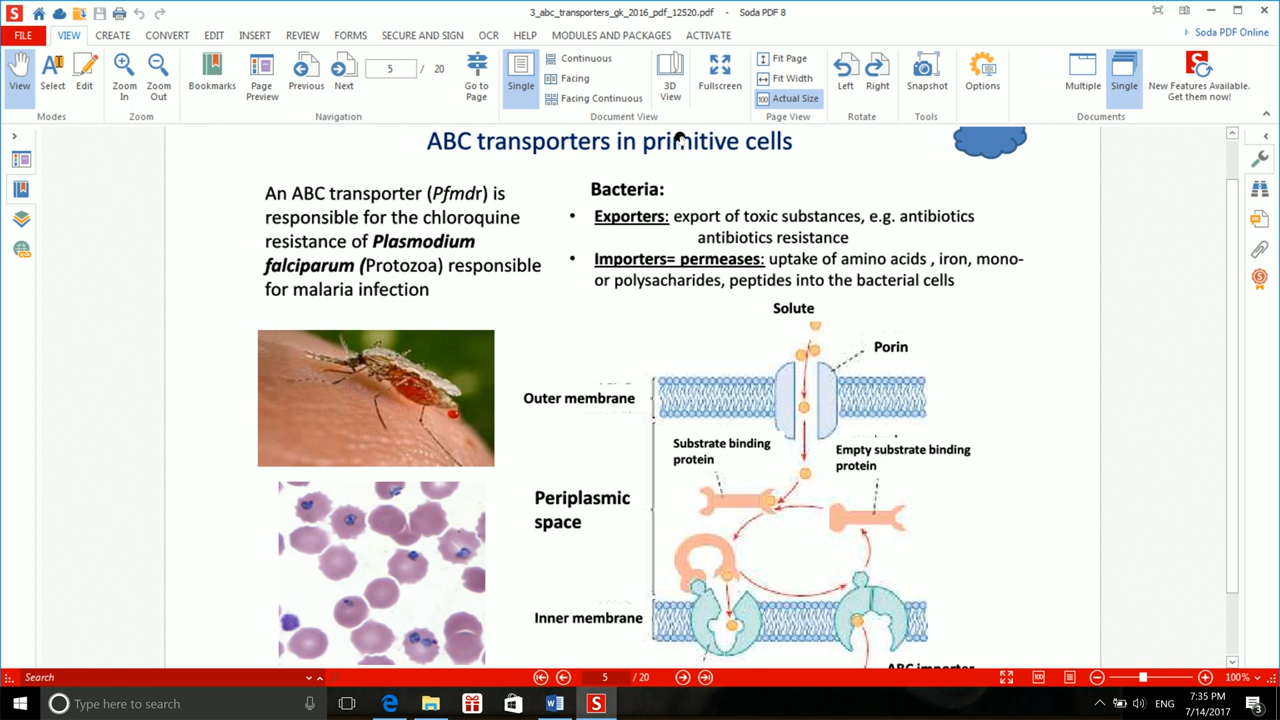 3_abc_transporters_gk_2016_pdf_12520.pdf - Soda PDF 8
FILE VIEW CREATE CONVERT EDIT INSERT REVIEW FORMS SECURE AND SIGN OCR HELP MODULES AND PACKAGES ACTIVATE
Soda PDF Online
View Select Edit
Modes
Zoom In Zoom Out
Zoom
Bookmarks Page Preview Previous Next 5 / 20 Go to Page
Navigation
Single Continuous Facing Facing Continuous 3D View Fullscreen
Document View
Fit Page Fit Width 100 Actual Size
Page View
Left Right
Rotate
Snapshot
Tools
Options
Multiple Single
Documents
New Features Available.
Get them now!
ABC transporters in primitive cells
An ABC transporter (Pfmdr) is
responsible for the chloroquine
resistance of Plasmodium
falciparum (Protozoa) responsible
for malaria infection
Bacteria:
• Exporters: export of toxic substances, e.g. antibiotics
antibiotics resistance
• Importers= permeases: uptake of amino acids , iron, mono-
or polysacharides, peptides into the bacterial cells
Solute
Porin
Outer membrane
Substrate binding
protein
Empty substrate binding
protein
Periplasmic
space
Inner membrane
ABC importer
Search 5 / 20 100 100%
Type here to search
ENG
7:35 PM
7/14/2017
3